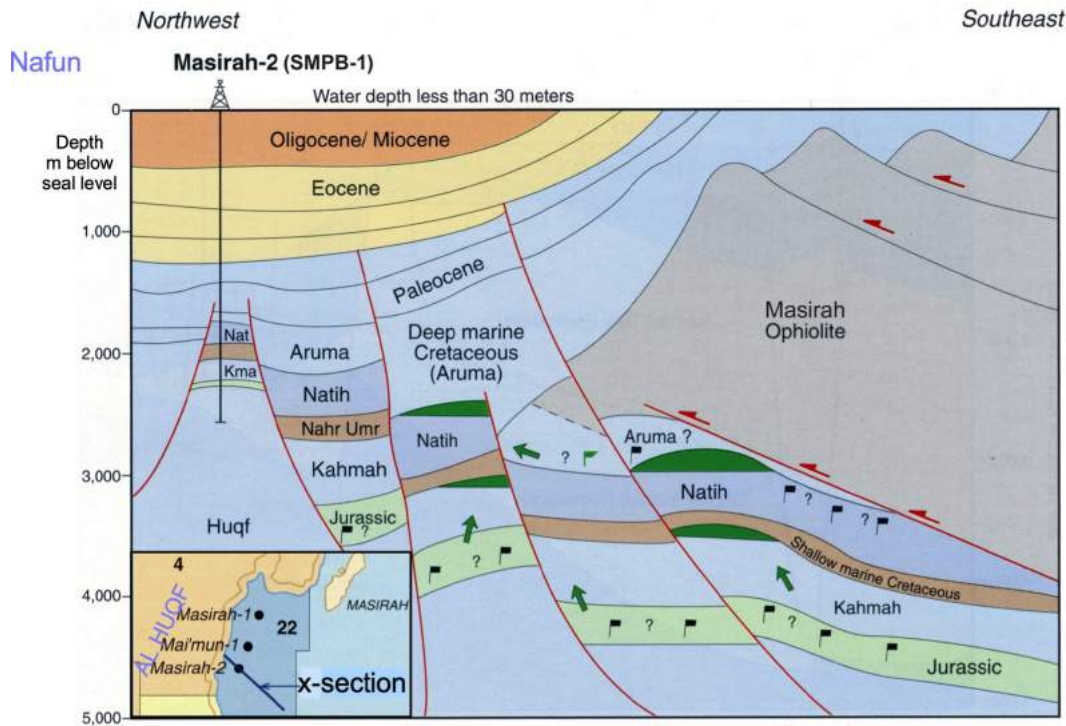 Northwest
Southeast
Nafun
Masirah-2 (SMPB-1)
Water depth less than 30 meters
Depth
m below
seal level
0
1,000
2,000
3,000
4,000
5,000
Oligocene/ Miocene
Eocene
Paleocene
Deep marine
Cretaceous
(Aruma)
Masirah
Ophiolite
Nat
Kma
Aruma
Natih
Nahr Umr
Kahmah
Jurassic
?
Huqf
Natih
?
?
Aruma ?
Natih
?
?
Shallow marine Cretaceous
Kahmah
?
?
Jurassic
4
AL HUQF
Masirah-1
22
MASIRAH
Mai'mun-1
Masirah-2
x-section